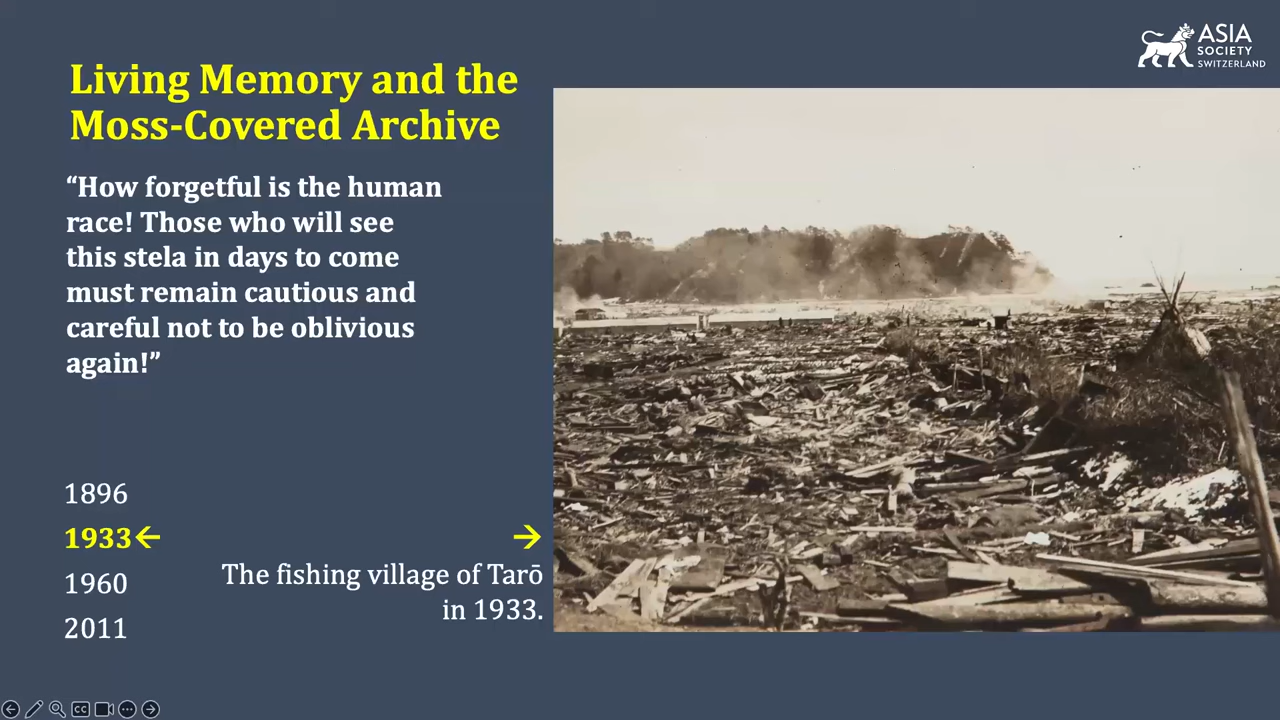 ASIA
SOCIETY
SWITZERLAND
Living Memory and the
Moss-Covered Archive
“How forgetful is the human
race! Those who will see
this stela in days to come
must remain cautious and
careful not to be oblivious
again!”
1896
1933←
→
1960
2011
The fishing village of Tarō
in 1933.
CC